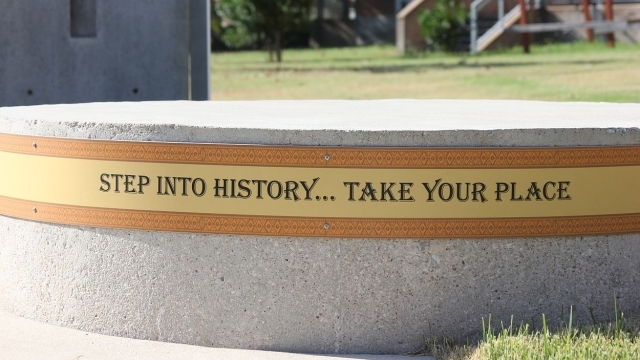 STEP INTO HISTORY... TAKE YOUR PLACE